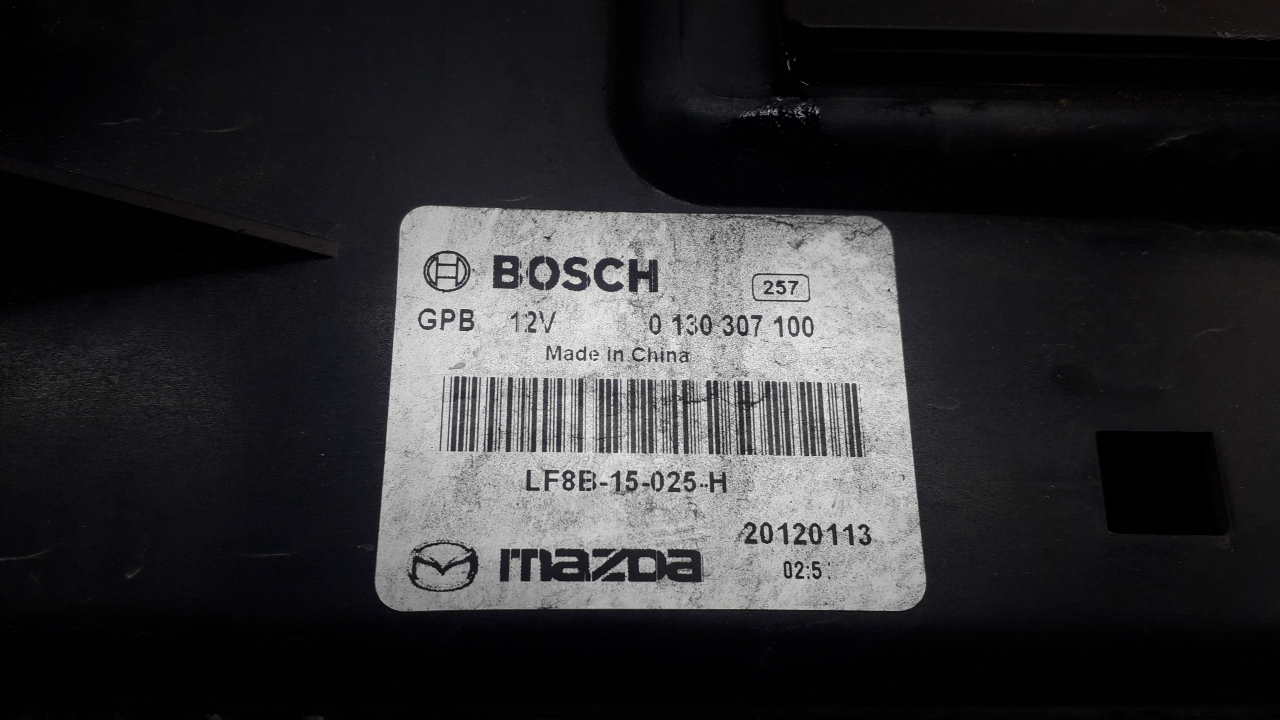 BOSCH
257
GPB 12V 0 130 307 100
Made in China
LF8B-15-025-H
20120113
mazda